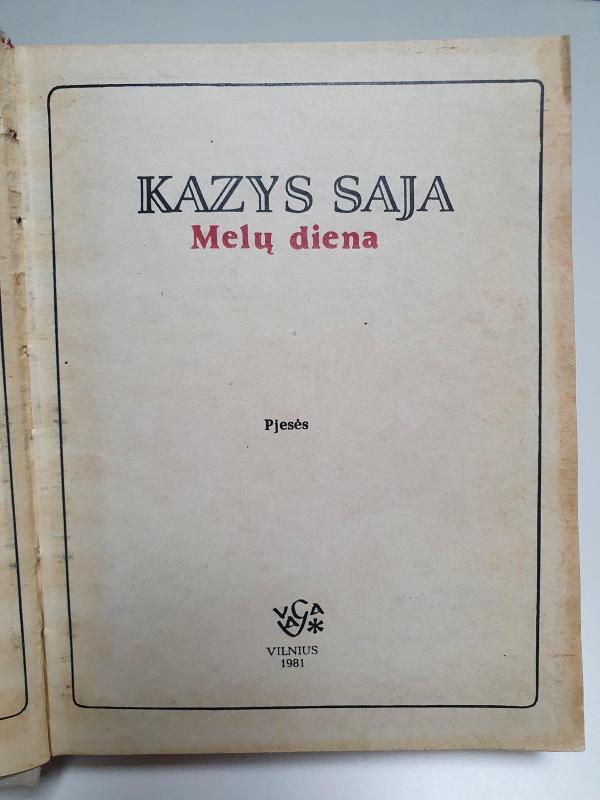 KAZYS SAJA
Melų diena
Pjesės
VAGA
VILNIUS
1981